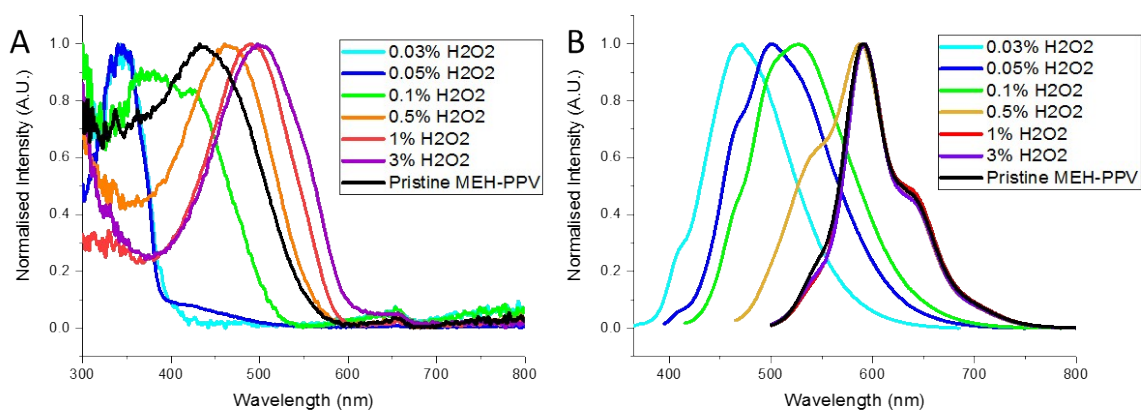 A
Normalised Intensity (A.U.)
1.0
0.8
0.6
0.4
0.2
0.0
300 400 500 600 700 800
Wavelength (nm)
0.03% H2O2
0.05% H2O2
0.1% H2O2
0.5% H2O2
1% H2O2
3% H2O2
Pristine MEH-PPV
B
Normalised Intensity (A.U.)
1.0
0.8
0.6
0.4
0.2
0.0
400 500 600 700 800
Wavelength (nm)
0.03% H2O2
0.05% H2O2
0.1% H2O2
0.5% H2O2
1% H2O2
3% H2O2
Pristine MEH-PPV